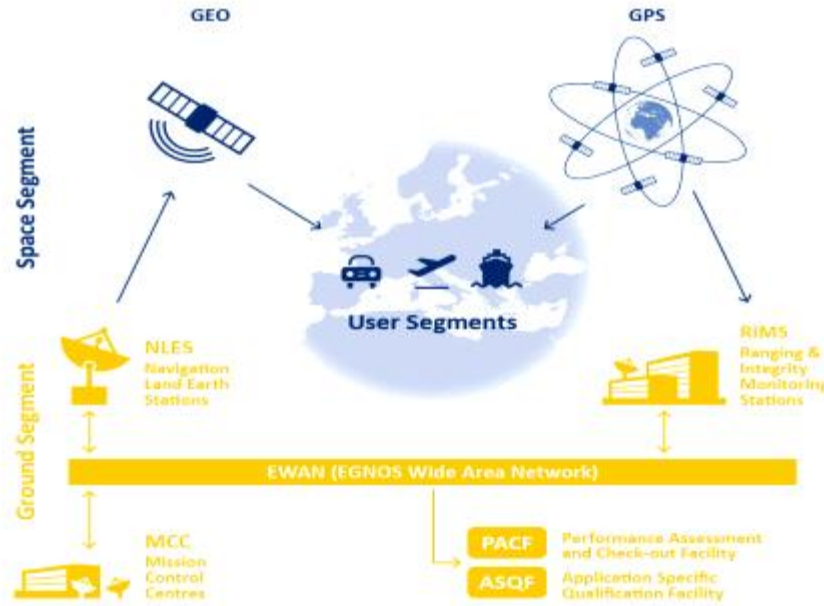 GEO
GPS
Space Segment
User Segments
NLES
Navigation
Land Earth
Stations
RIMS
Ranging &
Integrity
Monitoring
Stations
Ground Segment
EWAN (EGNOS Wide Area Network)
MCC
Mission
Control
Centres
PACF
Performance Assessment
and Check-out Facility
ASQF
Application Specific
Qualification Facility